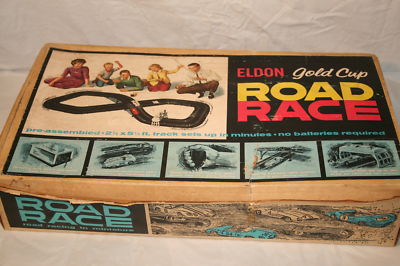 ELDON Gold Cup
ROAD
RACE
pre-assembled • 2½ x 5½ ft. track sets up in minutes • no batteries required
ROAD
RACE
road racing in miniature